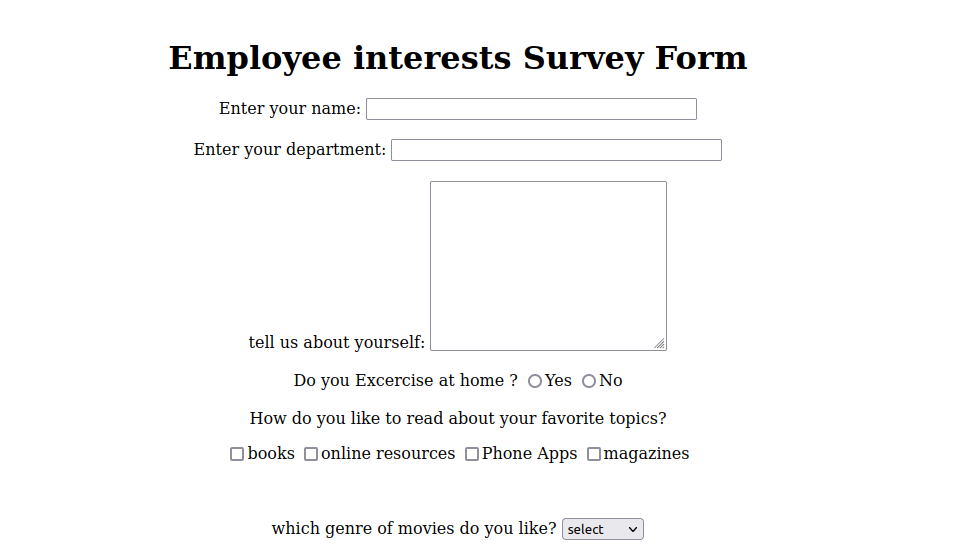 Employee interests Survey Form
Enter your name:
Enter your department:
tell us about yourself:
Do you Excercise at home ? Yes No
How do you like to read about your favorite topics?
books online resources Phone Apps magazines
which genre of movies do you like? select